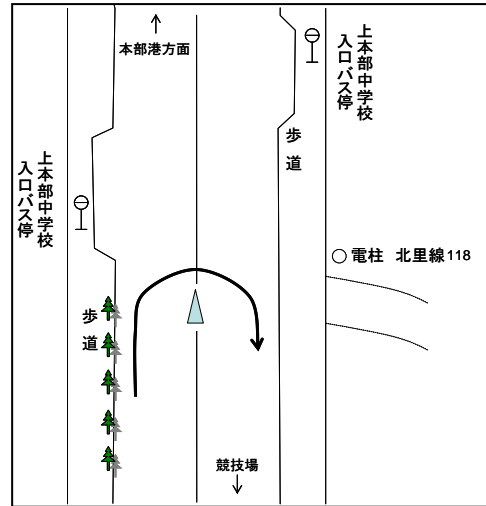 本部港方面
上本部中学校
入口バス停
歩道
上本部中学校
入口バス停
電柱 北里線118
歩道
競技場